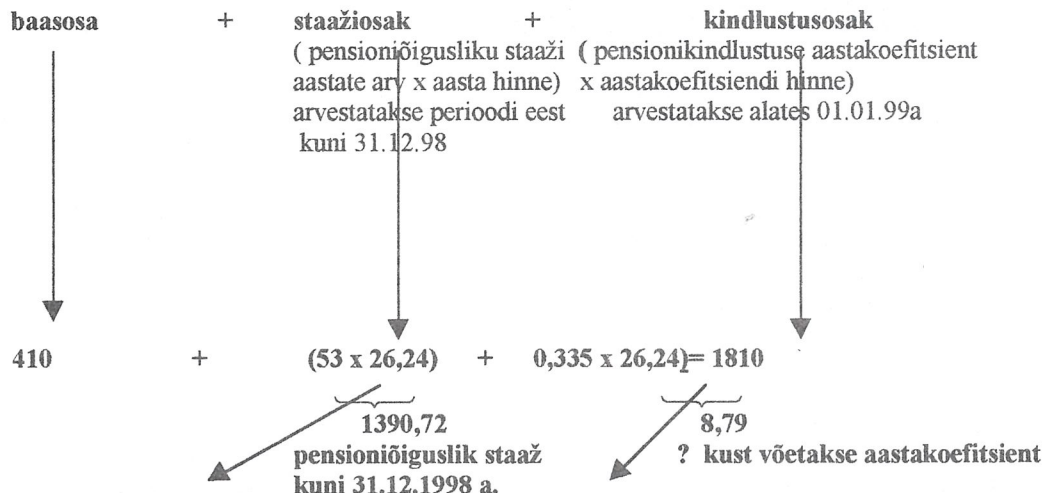 baasosa + staažiosak + kindlustusosak
( pensioniõigusliku staaži ( pensionikindlustuse aastakoefitsient
aastate arv x aasta hinne) x aastakoefitsiendi hinne)
arvestatakse perioodi eest arvestatakse alates 01.01.99a
kuni 31.12.98
410 + (53 x 26,24) + 0,335 x 26,24)= 1810
1390,72 8,79
pensioniõiguslik staaž ? kust võetakse aastakoefitsient
kuni 31.12.1998 a.